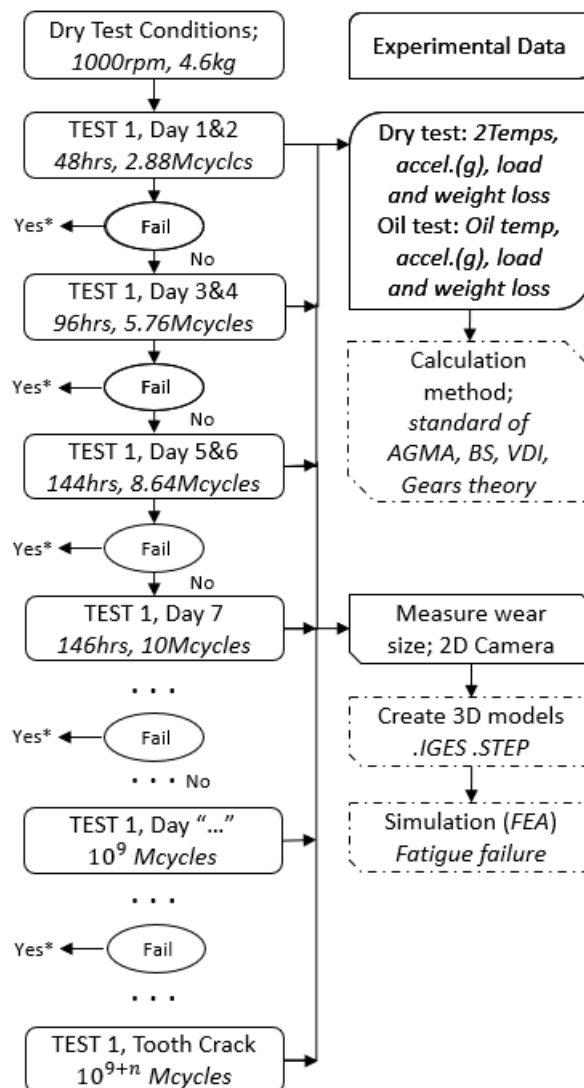 Dry Test Conditions;
1000rpm, 4.6kg
TEST 1, Day 1&2
48hrs, 2.88Mcyclcs
Yes*
Fail
No
TEST 1, Day 3&4
96hrs, 5.76Mcycles
Yes*
Fail
No
TEST 1, Day 5&6
144hrs, 8.64Mcycles
Yes*
Fail
No
TEST 1, Day 7
146hrs, 10Mcycles
. . .
Yes*
Fail
. . . No
TEST 1, Day “...”
10⁹ Mcycles
. . .
Yes*
Fail
. . .
TEST 1, Tooth Crack
10⁹⁺ⁿ Mcycles
Experimental Data
Dry test: 2Temps,
accel.(g), load
and weight loss
Oil test: Oil temp,
accel.(g), load
and weight loss
Calculation
method;
standard of
AGMA, BS, VDI,
Gears theory
Measure wear
size; 2D Camera
Create 3D models
.IGES .STEP
Simulation (FEA)
Fatigue failure